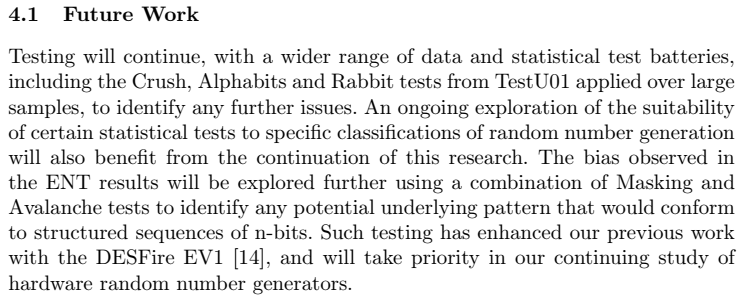 4.1 Future Work
Testing will continue, with a wider range of data and statistical test batteries,
including the Crush, Alphabits and Rabbit tests from TestU01 applied over large
samples, to identify any further issues. An ongoing exploration of the suitability
of certain statistical tests to specific classifications of random number generation
will also benefit from the continuation of this research. The bias observed in
the ENT results will be explored further using a combination of Masking and
Avalanche tests to identify any potential underlying pattern that would conform
to structured sequences of n-bits. Such testing has enhanced our previous work
with the DESFire EV1 [14], and will take priority in our continuing study of
hardware random number generators.